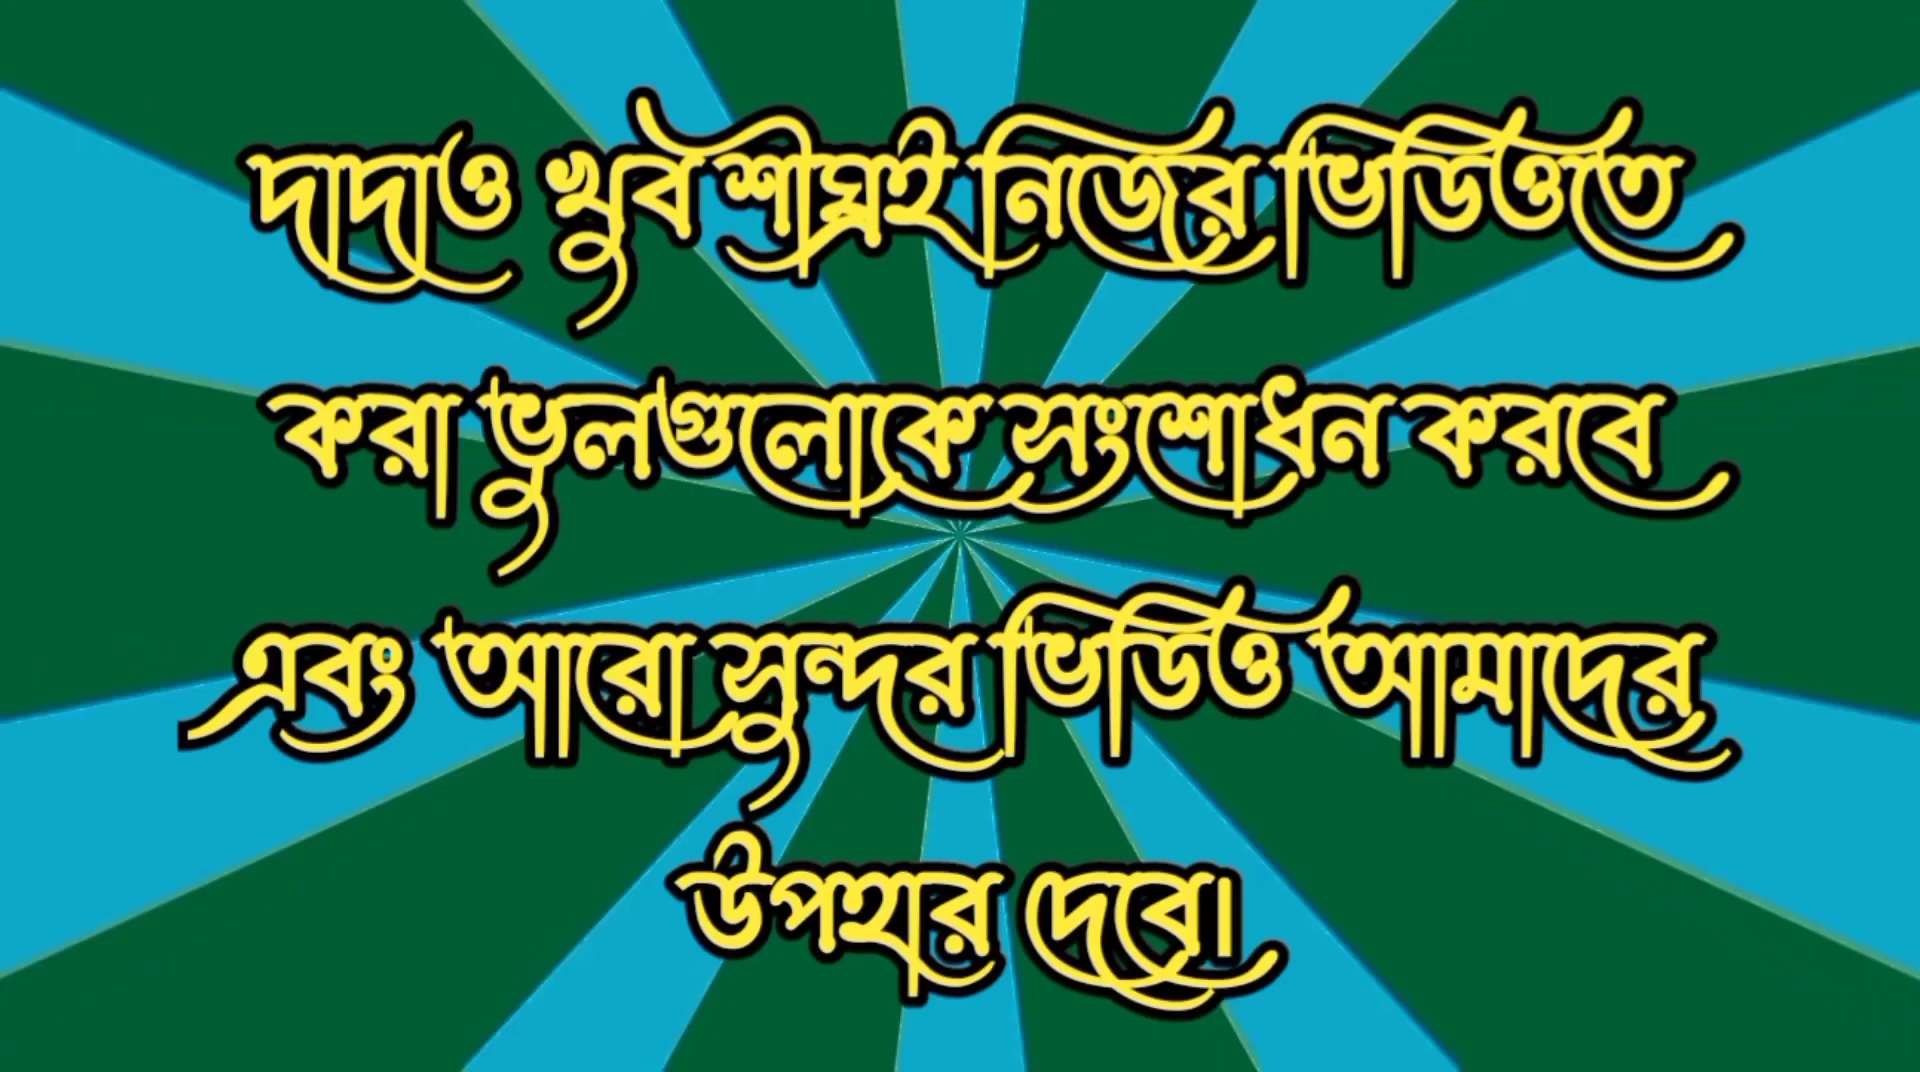 দাদাও খুব শীঘ্রই নিজের ভিডিওতে
করা ভুলগুলোকে সংশোধন করবে
এবং আরো সুন্দর ভিডিও আমাদের
উপহার দেবে।